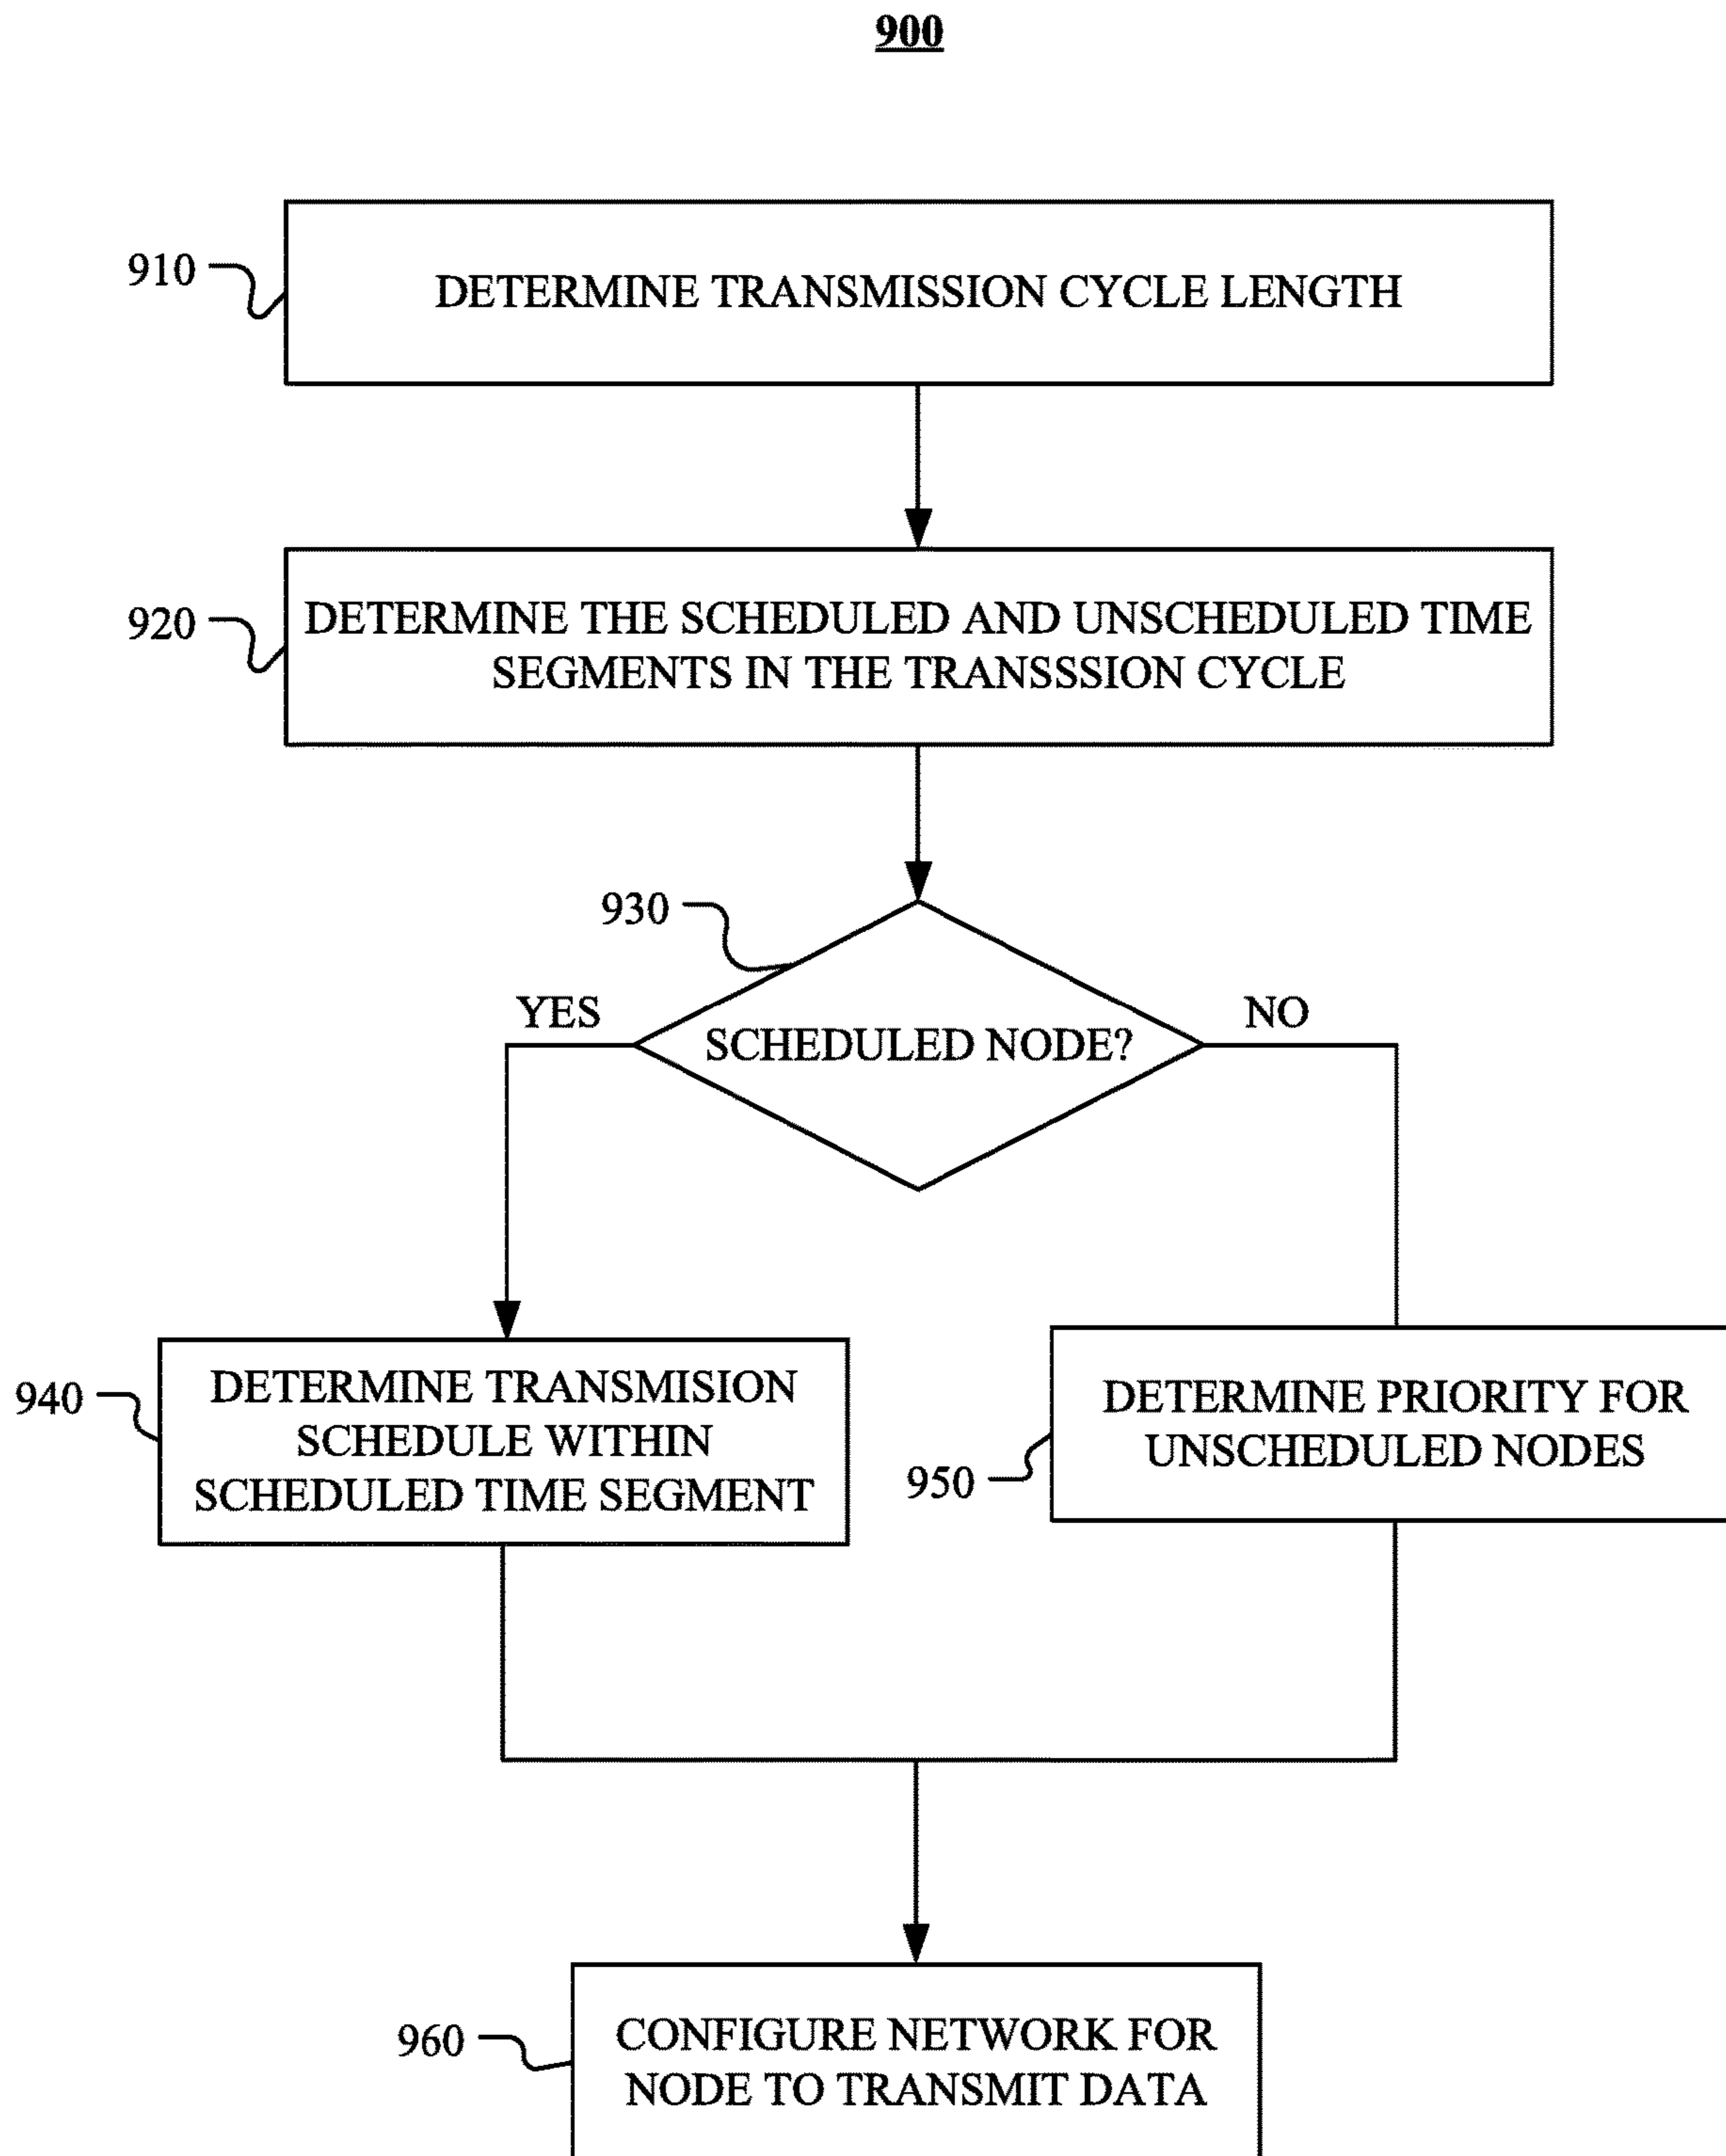 900
910
DETERMINE TRANSMISSION CYCLE LENGTH
920
DETERMINE THE SCHEDULED AND UNSCHEDULED TIME
SEGMENTS IN THE TRANSSSION CYCLE
930
YES
NO
SCHEDULED NODE?
940
DETERMINE TRANSMISION
SCHEDULE WITHIN
SCHEDULED TIME SEGMENT
950
DETERMINE PRIORITY FOR
UNSCHEDULED NODES
960
CONFIGURE NETWORK FOR
NODE TO TRANSMIT DATA